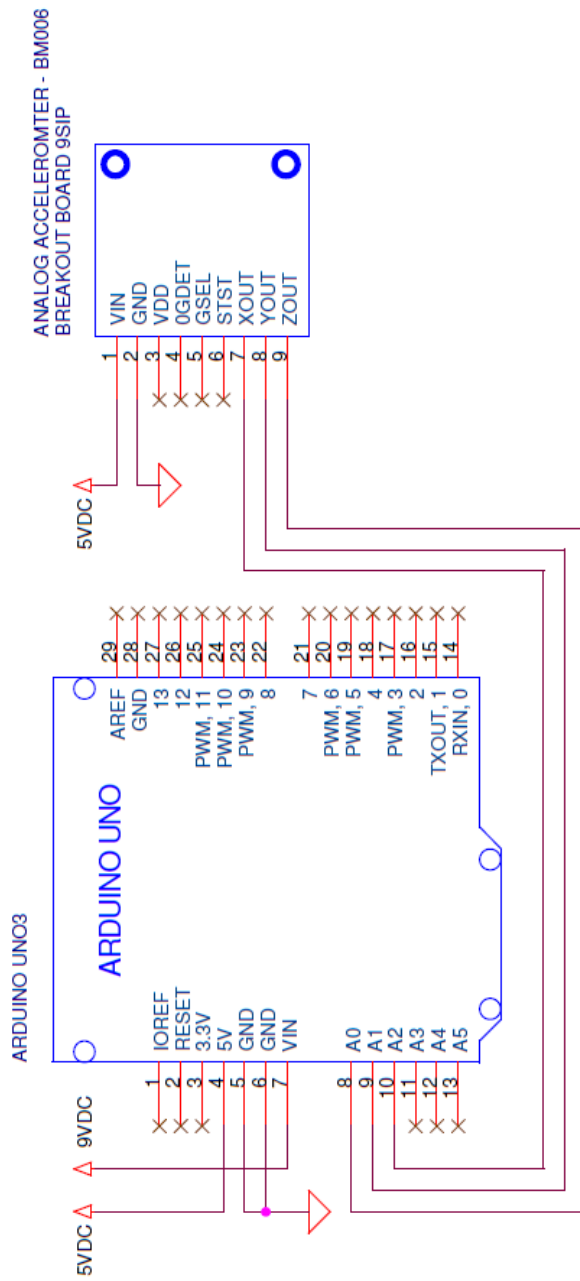 ANALOG ACCELEROMTER - BM006
BREAKOUT BOARD 9SIP
1 VIN
2 GND
3 VDD
4 0GDET
5 GSEL
6 STST
7 XOUT
8 YOUT
9 ZOUT
5VDC
ARDUINO UNO3
ARDUINO UNO
29 AREF
28 GND
27 13
26 12
25 PWM, 11
24 PWM, 10
23 PWM, 9
22 8
21 7
20 PWM, 6
19 PWM, 5
18 4
17 PWM, 3
16 2
15 TXOUT, 1
14 RXIN, 0
1 IOREF
2 RESET
3 3.3V
4 5V
5 GND
6 GND
7 VIN
8 A0
9 A1
10 A2
11 A3
12 A4
13 A5
9VDC
5VDC